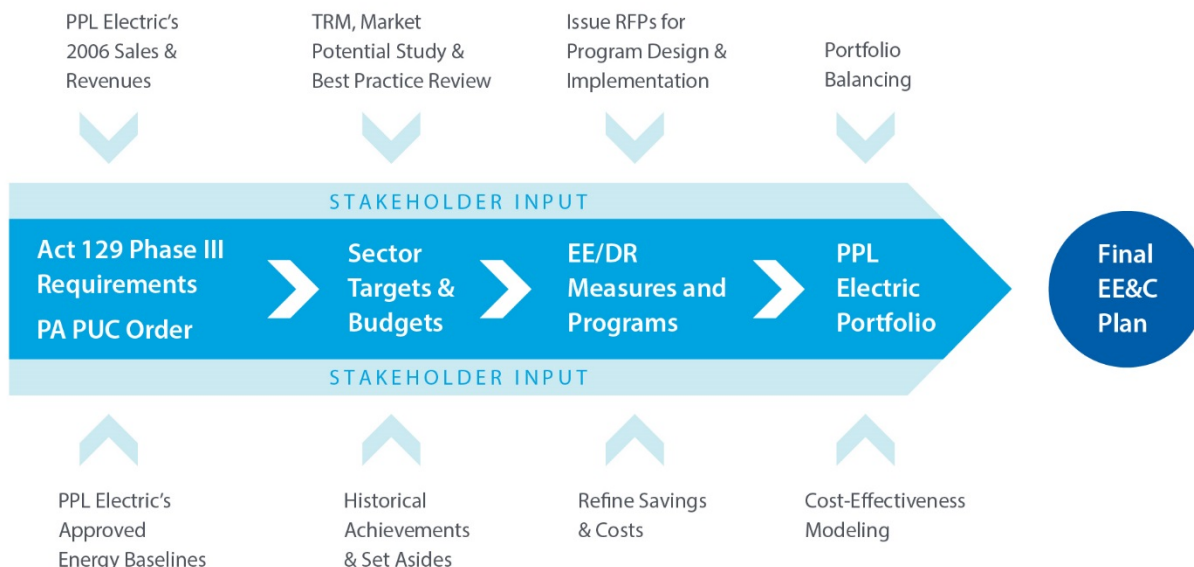 PPL Electric's
2006 Sales &
Revenues
TRM, Market
Potential Study &
Best Practice Review
Issue RFPs for
Program Design &
Implementation
Portfolio
Balancing
STAKEHOLDER INPUT
Act 129 Phase III
Requirements
PA PUC Order
Sector
Targets &
Budgets
EE/DR
Measures and
Programs
PPL
Electric
Portfolio
Final
EE&C
Plan
STAKEHOLDER INPUT
PPL Electric's
Approved
Energy Baselines
Historical
Achievements
& Set Asides
Refine Savings
& Costs
Cost-Effectiveness
Modeling